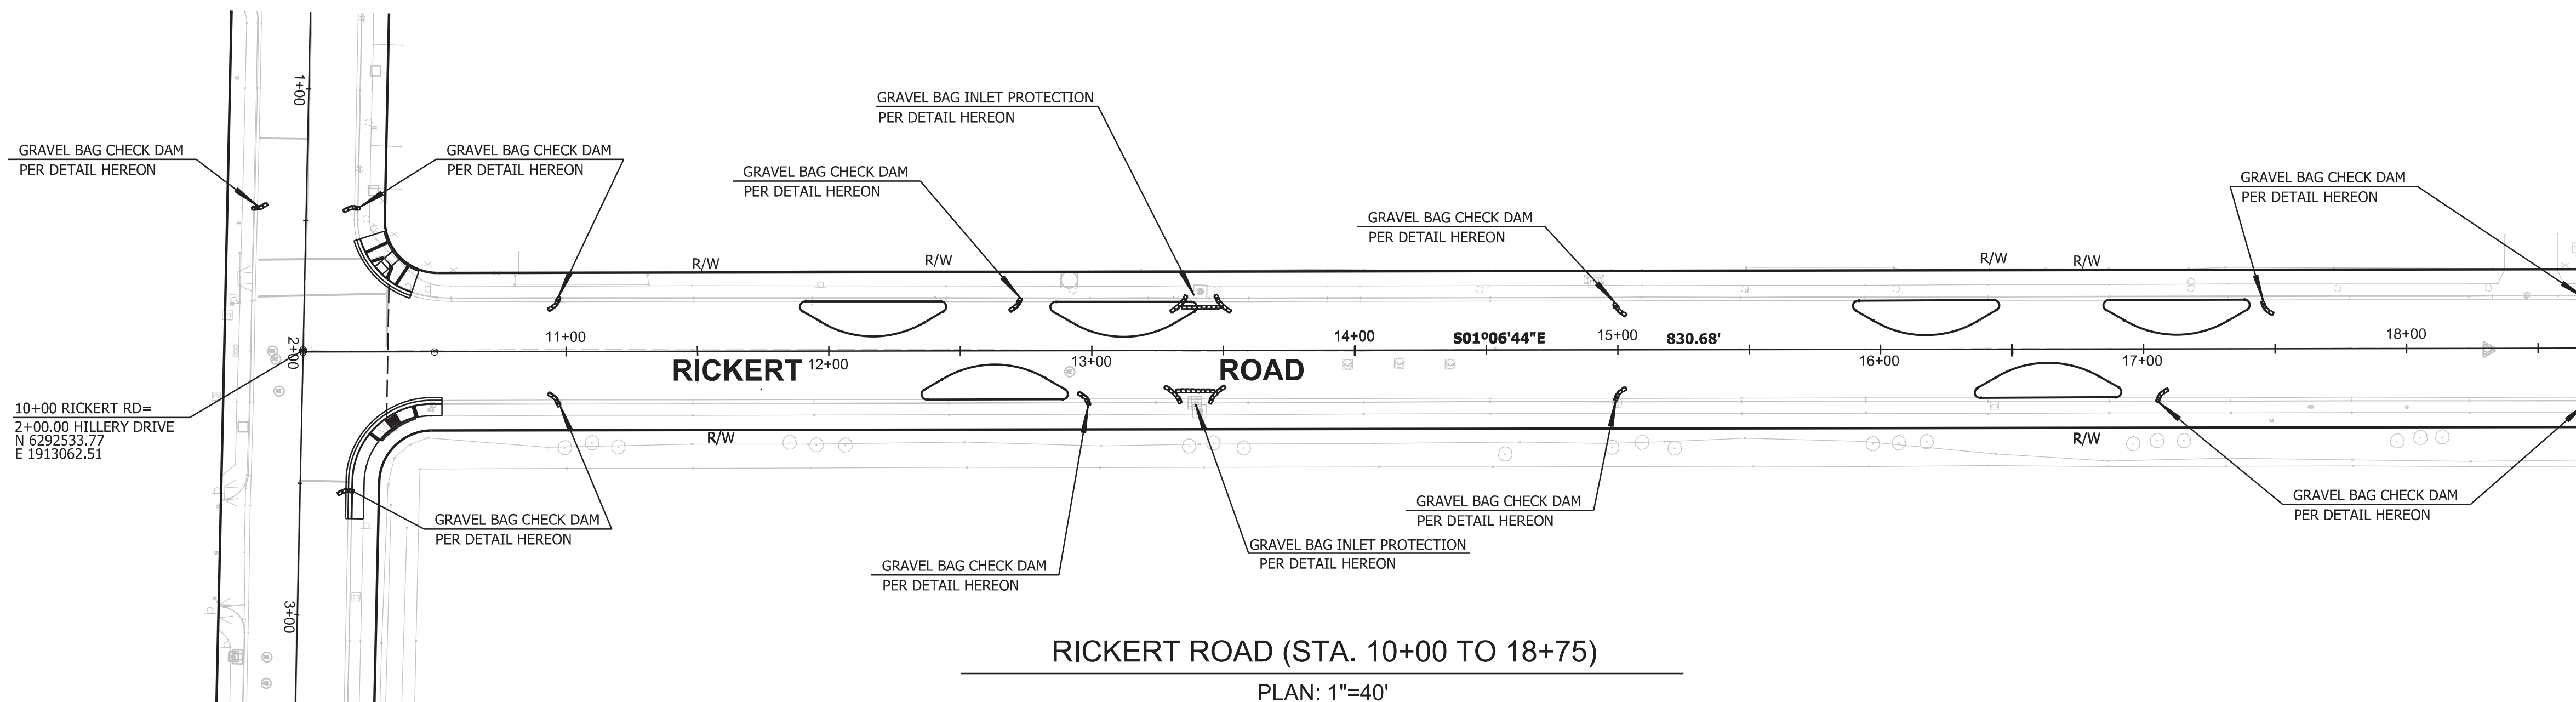 GRAVEL BAG INLET PROTECTION
PER DETAIL HEREON
GRAVEL BAG CHECK DAM
PER DETAIL HEREON
GRAVEL BAG CHECK DAM
PER DETAIL HEREON
GRAVEL BAG CHECK DAM
PER DETAIL HEREON
GRAVEL BAG CHECK DAM
PER DETAIL HEREON
GRAVEL BAG CHECK DAM
PER DETAIL HEREON
1+00
2+00
3+00
R/W
R/W
R/W
R/W
11+00
12+00
13+00
14+00
S01°06'44"E
15+00
830.68'
16+00
17+00
18+00
RICKERT ROAD
10+00 RICKERT RD=
2+00.00 HILLERY DRIVE
N 6292533.77
E 1913062.51
R/W
R/W
GRAVEL BAG CHECK DAM
PER DETAIL HEREON
GRAVEL BAG CHECK DAM
PER DETAIL HEREON
GRAVEL BAG INLET PROTECTION
PER DETAIL HEREON
GRAVEL BAG CHECK DAM
PER DETAIL HEREON
GRAVEL BAG CHECK DAM
PER DETAIL HEREON
RICKERT ROAD (STA. 10+00 TO 18+75)
PLAN: 1"=40'